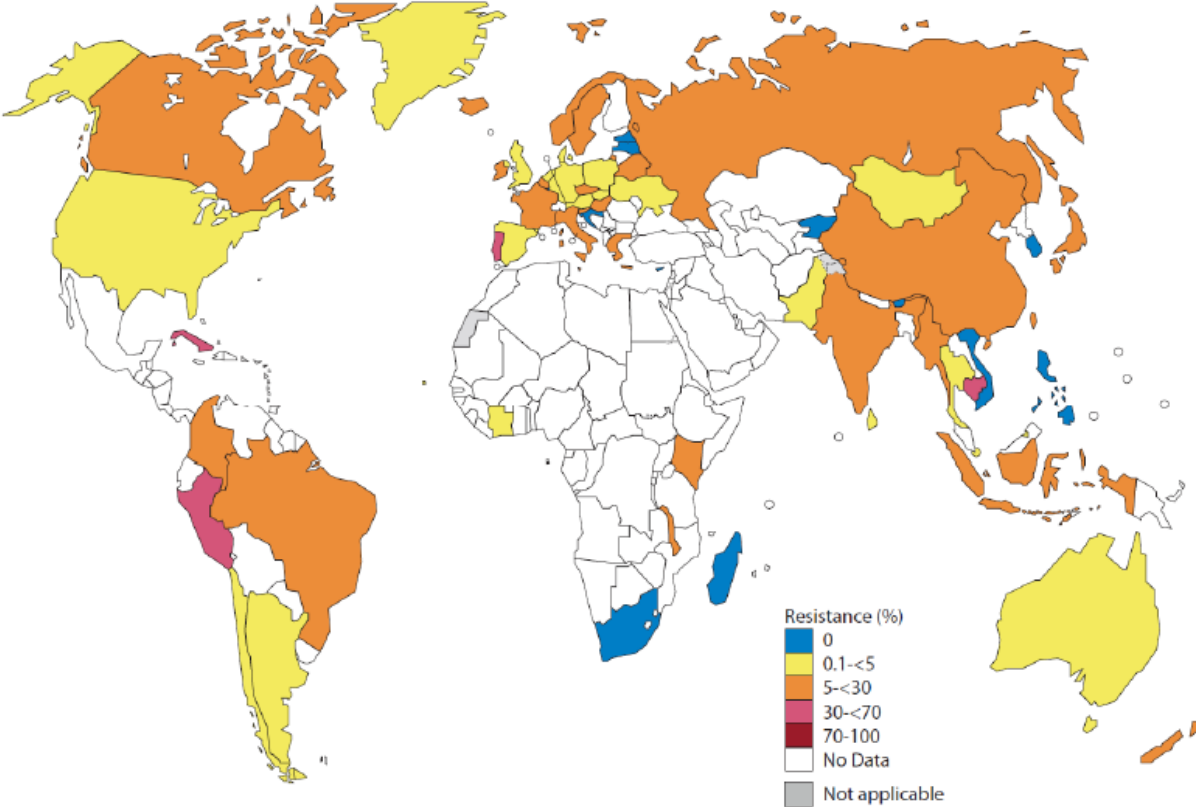 Resistance (%)
0
0.1-<5
5-<30
30-<70
70-100
No Data
Not applicable